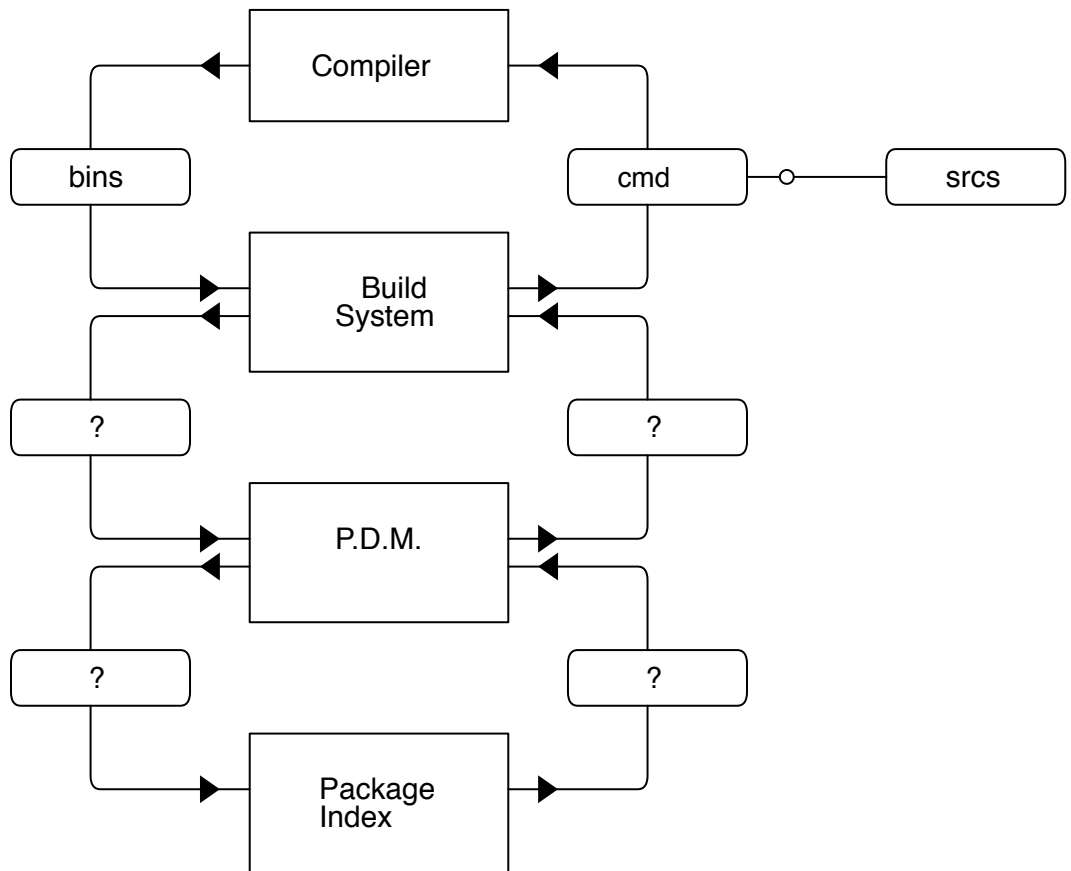 Compiler
bins
cmd
srcs
Build
System
?
?
P.D.M.
?
?
Package
Index